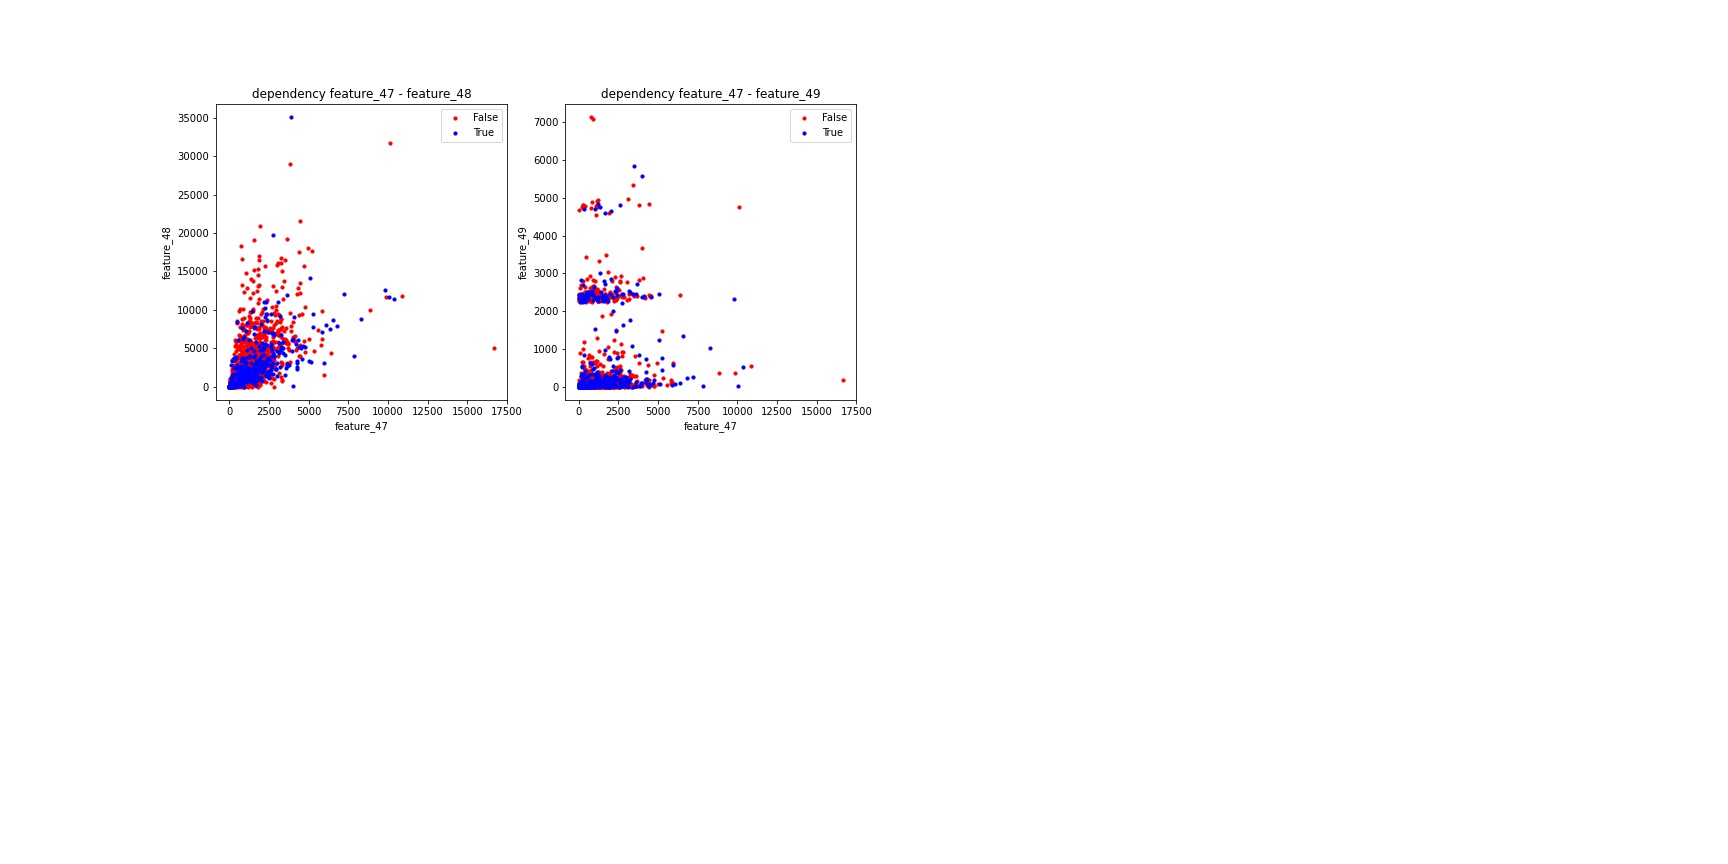 dependency feature_47 - feature_48
False
True
35000
30000
25000
20000
15000
10000
5000
0
feature_48
0 2500 5000 7500 10000 12500 15000 17500
feature_47
dependency feature_47 - feature_49
False
True
7000
6000
5000
4000
3000
2000
1000
0
feature_49
0 2500 5000 7500 10000 12500 15000 17500
feature_47